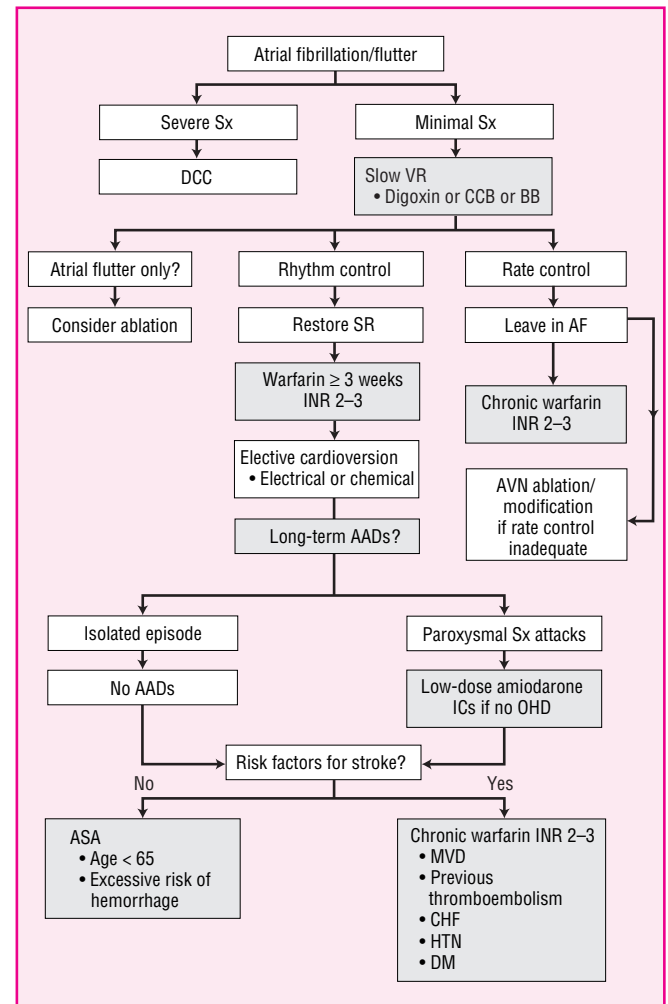 Atrial fibrillation/flutter
Severe Sx
Minimal Sx
DCC
Slow VR
• Digoxin or CCB or BB
Atrial flutter only?
Rhythm control
Rate control
Consider ablation
Restore SR
Leave in AF
Warfarin ≥ 3 weeks
INR 2–3
Chronic warfarin
INR 2–3
Elective cardioversion
• Electrical or chemical
AVN ablation/
modification
if rate control
inadequate
Long-term AADs?
Isolated episode
Paroxysmal Sx attacks
No AADs
Low-dose amiodarone
ICs if no OHD
Risk factors for stroke?
No
Yes
ASA
• Age < 65
• Excessive risk of
hemorrhage
Chronic warfarin INR 2–3
• MVD
• Previous
thromboembolism
• CHF
• HTN
• DM